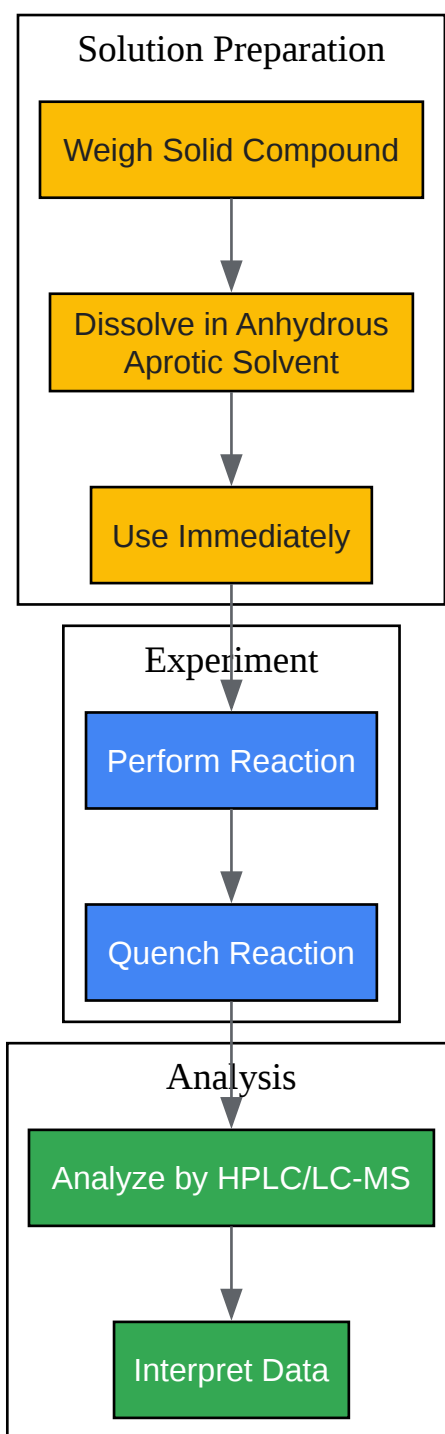 Solution Preparation
Weigh Solid Compound
Dissolve in Anhydrous
Aprotic Solvent
Use Immediately
Experiment
Perform Reaction
Quench Reaction
Analysis
Analyze by HPLC/LC-MS
Interpret Data